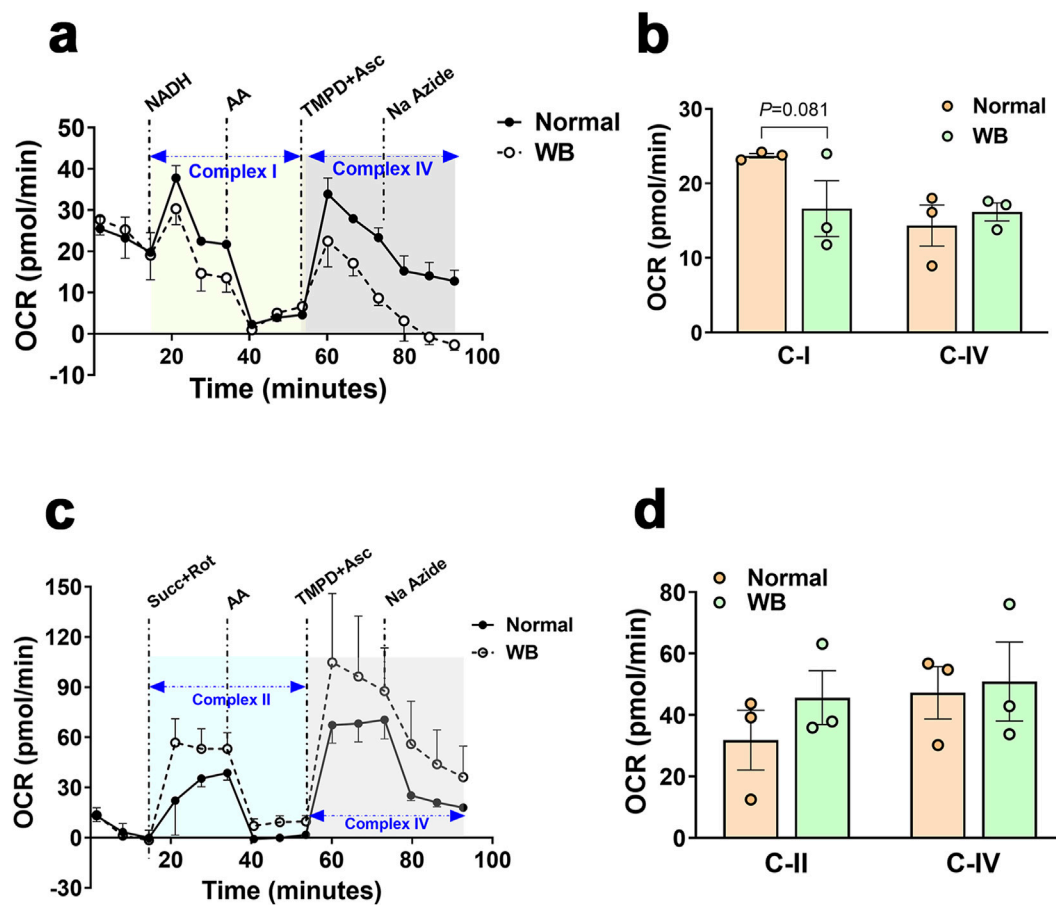 a
NADH
AA
TMPD+Asc
Na Azide
Normal
WB
Complex I
Complex IV
OCR (pmol/min)
50
40
30
20
10
0
-10
20
40
60
80
100
Time (minutes)
b
P=0.081
Normal
WB
OCR (pmol/min)
30
20
10
0
C-I
C-IV
c
Succ+Rot
AA
TMPD+Asc
Na Azide
Normal
WB
Complex II
Complex IV
OCR (pmol/min)
150
120
90
60
30
0
-30
20
40
60
80
100
Time (minutes)
d
Normal
WB
OCR (pmol/min)
80
60
40
20
0
C-II
C-IV